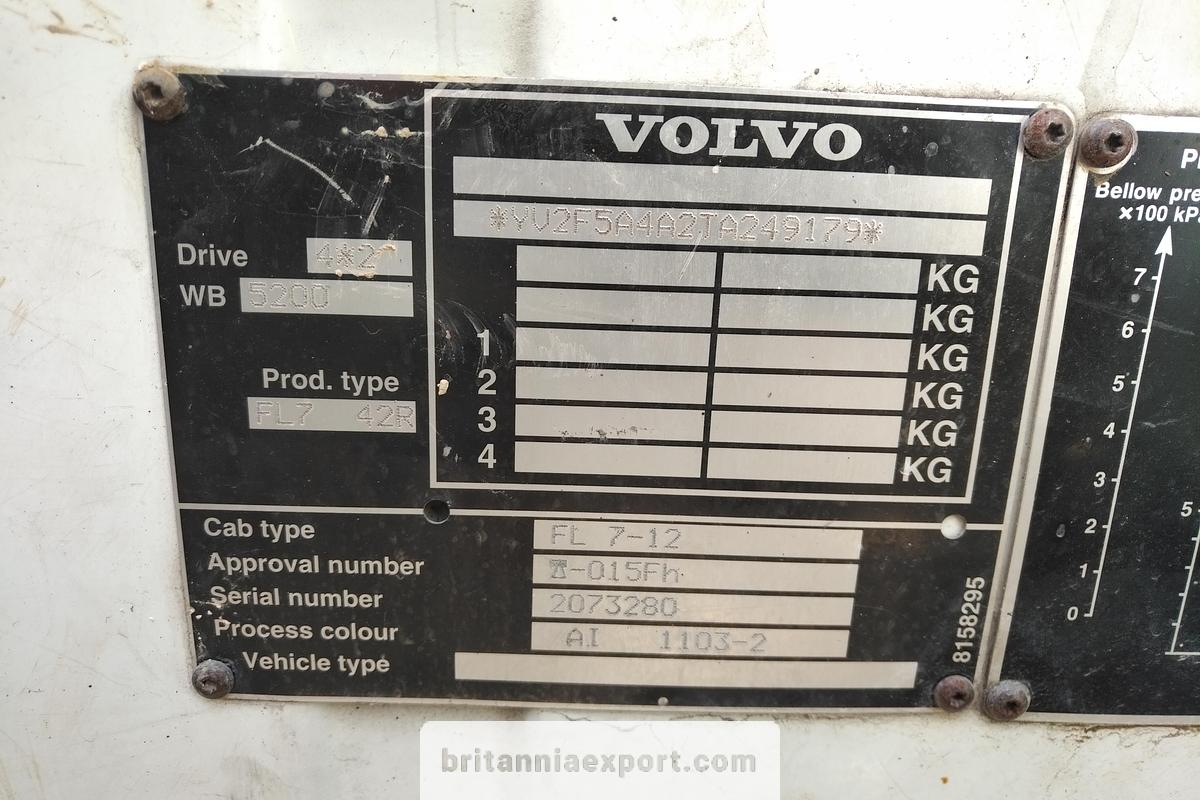 VOLVO
*YV2F5A4A2TA249179*
Drive 4*2
WB 5200
KG
KG
1 KG
2 KG
3 KG
4 KG
Prod. type
FL7 42R
Cab type FL 7-12
Approval number -015Fh
Serial number 2073280
Process colour AI 1103-2
Vehicle type
8158295
Bellow
×100
7
6
5
4
3
2
1
0
5
britanniaexport.com